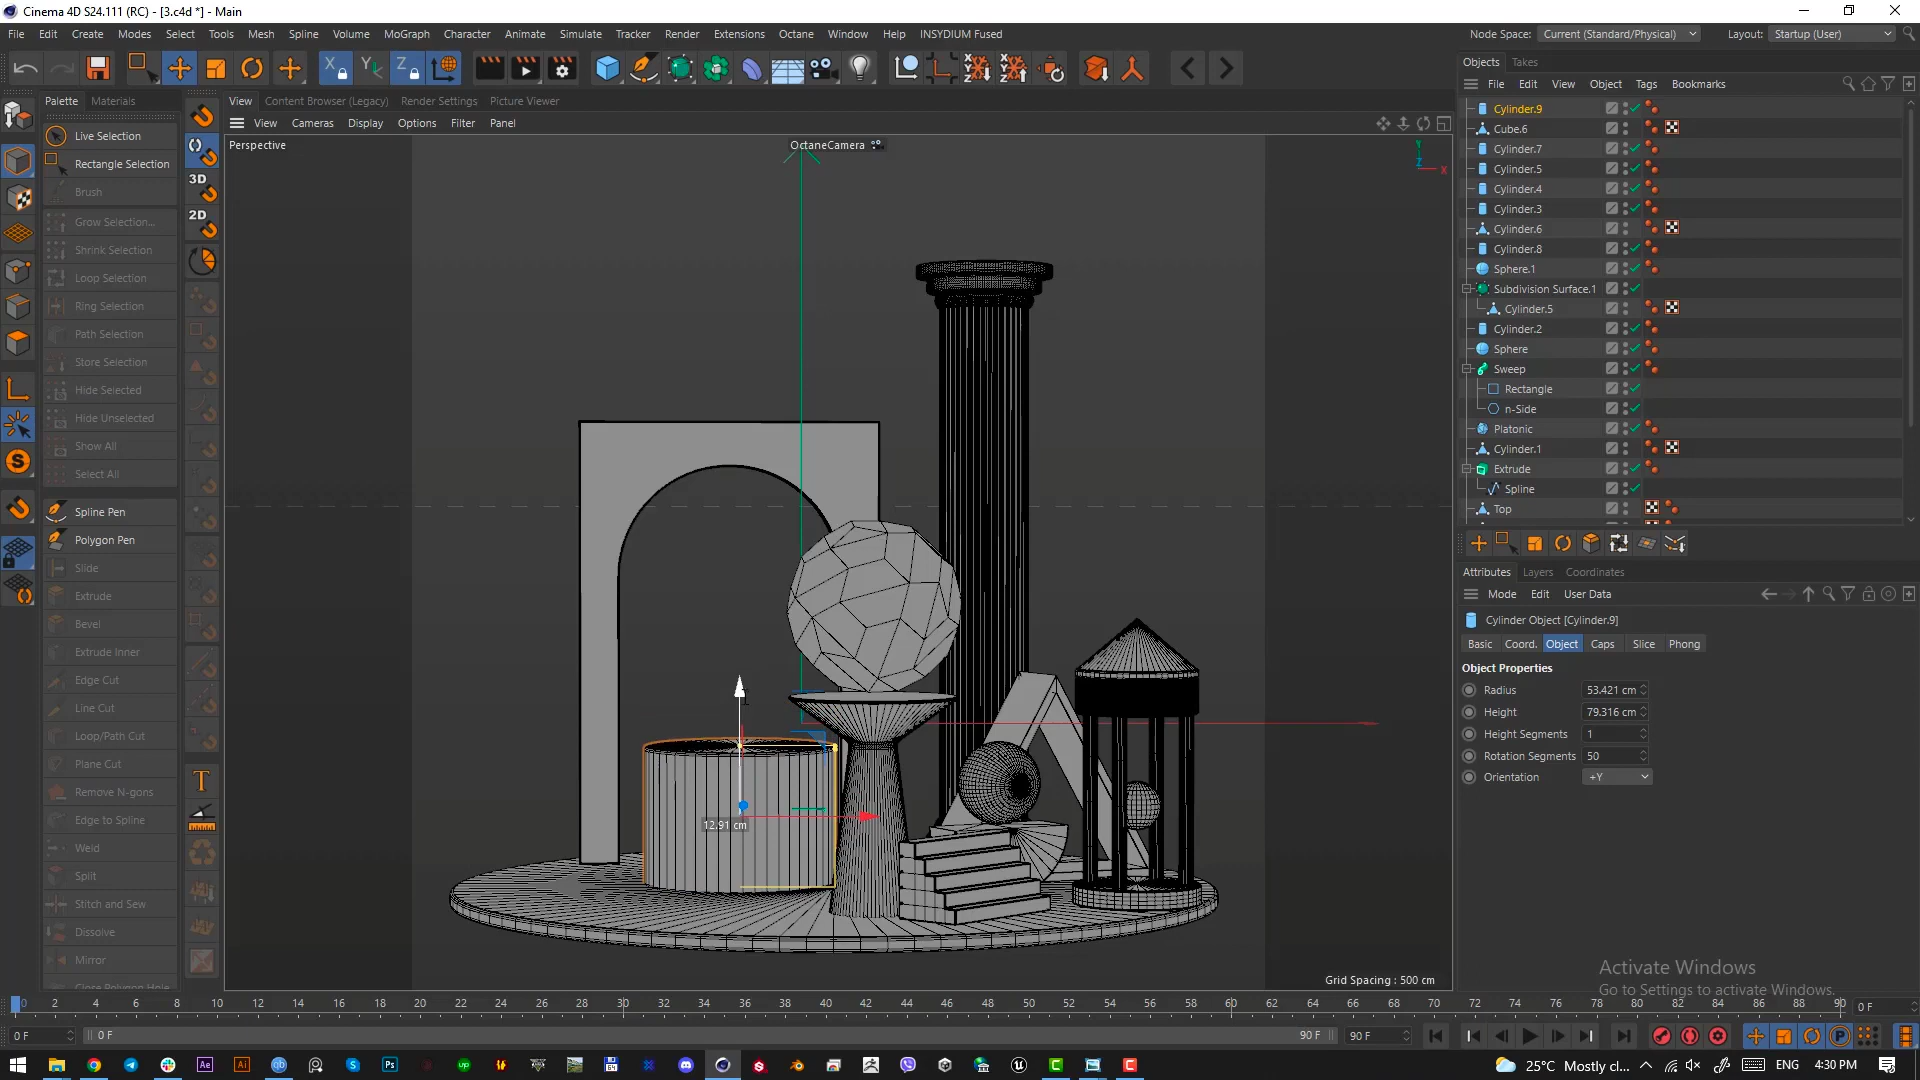 Cinema 4D S24.111 (RC) - [3.c4d *] - Main
File Edit Create Modes Select Tools Mesh Spline Volume MoGraph Character Animate Simulate Tracker Render Extensions Octane Window Help INSYDIUM Fused
Node Space: Current (Standard/Physical) Layout: Startup (User)
X Y Z
Palette Materials
Live Selection
Rectangle Selection
Brush
Grow Selection...
Shrink Selection
Loop Selection
Ring Selection
Path Selection
Store Selection
Hide Selected
Hide Unselected
Show All
Select All
Spline Pen
Polygon Pen
Slide
Extrude
Bevel
Extrude Inner
Edge Cut
Line Cut
Loop/Path Cut
Plane Cut
Remove N-gons
Edge to Spline
Weld
Split
Stitch and Sew
Dissolve
Mirror
Close Polygon Hole
3D
2D
View Content Browser (Legacy) Render Settings Picture Viewer
View Cameras Display Options Filter Panel
Perspective
OctaneCamera
Y
Z
X
12.91 cm
Grid Spacing : 500 cm
Objects Takes
File Edit View Object Tags Bookmarks
Cylinder.9
Cube.6
Cylinder.7
Cylinder.5
Cylinder.4
Cylinder.3
Cylinder.6
Cylinder.8
Sphere.1
Subdivision Surface.1
Cylinder.5
Cylinder.2
Sphere
Sweep
Rectangle
n-Side
Platonic
Cylinder.1
Extrude
Spline
Top
Attributes Layers Coordinates
Mode Edit User Data
Cylinder Object [Cylinder.9]
Basic Coord. Object Caps Slice Phong
Object Properties
Radius 53.421 cm
Height 79.316 cm
Height Segments 1
Rotation Segments 50
Orientation +Y
Activate Windows
Go to Settings to activate Windows.
0 2 4 6 8 10 12 14 16 18 20 22 24 26 28 30 32 34 36 38 40 42 44 46 48 50 52 54 56 58 60 62 64 66 68 70 72 74 76 78 80 82 84 86 88 90 0 F
0 F 0 F 90 F 90 F
25°C Mostly cl... ENG 4:30 PM